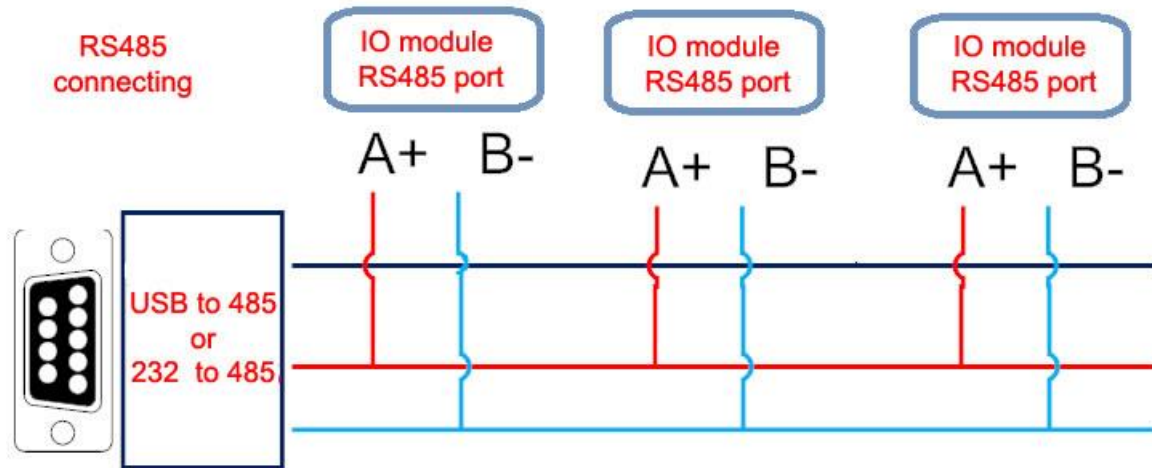 RS485
connecting
IO module
RS485 port
IO module
RS485 port
IO module
RS485 port
A+ B-
A+ B-
A+ B-
USB to 485
or
232 to 485